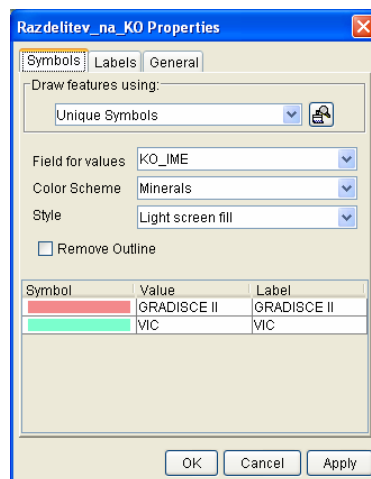 Razdelitev_na_KO Properties
Symbols Labels General
Draw features using:
Unique Symbols
Field for values KO_IME
Color Scheme Minerals
Style Light screen fill
Remove Outline
Symbol Value Label
GRADISCE II GRADISCE II
VIC VIC
OK Cancel Apply